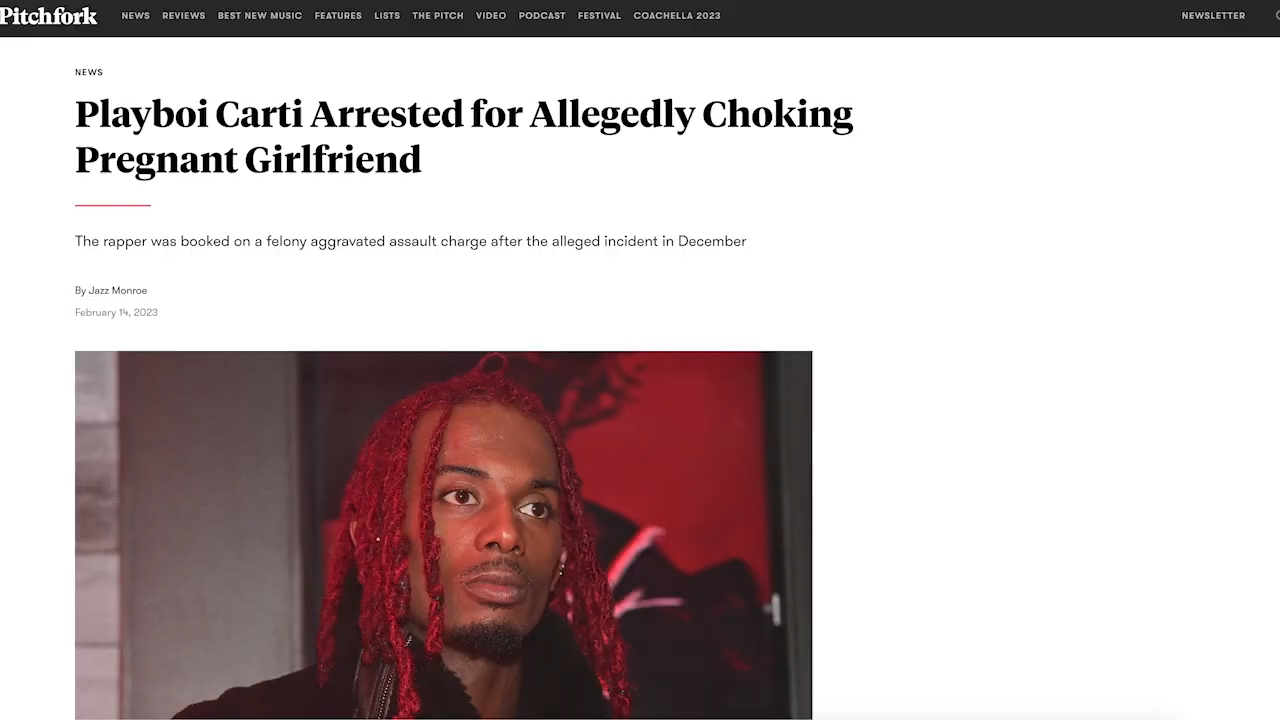 Pitchfork NEWS REVIEWS BEST NEW MUSIC FEATURES LISTS THE PITCH VIDEO PODCAST FESTIVAL COACHELLA 2023 NEWSLETTER
NEWS
Playboi Carti Arrested for Allegedly Choking
Pregnant Girlfriend
The rapper was booked on a felony aggravated assault charge after the alleged incident in December
By Jazz Monroe
February 14, 2023